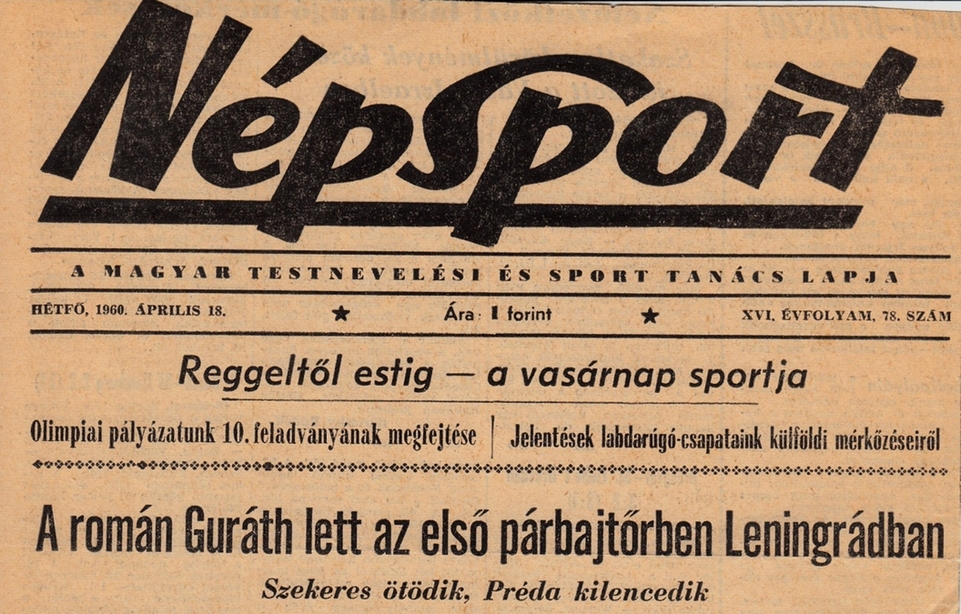 NépSport
A MAGYAR TESTNEVELÉSI ÉS SPORT TANÁCS LAPJA
HÉTFŐ, 1960. ÁPRILIS 18. ★ Ára: 1 forint ★ XVI. ÉVFOLYAM, 78. SZÁM
Reggeltől estig — a vasárnap sportja
Olimpiai pályázatunk 10. feladványának megfejtése | Jelentések labdarúgó-csapataink külföldi mérkőzéseiről
A román Guráth lett az első párbajtőrben Leningrádban
Szekeres ötödik, Préda kilencedik